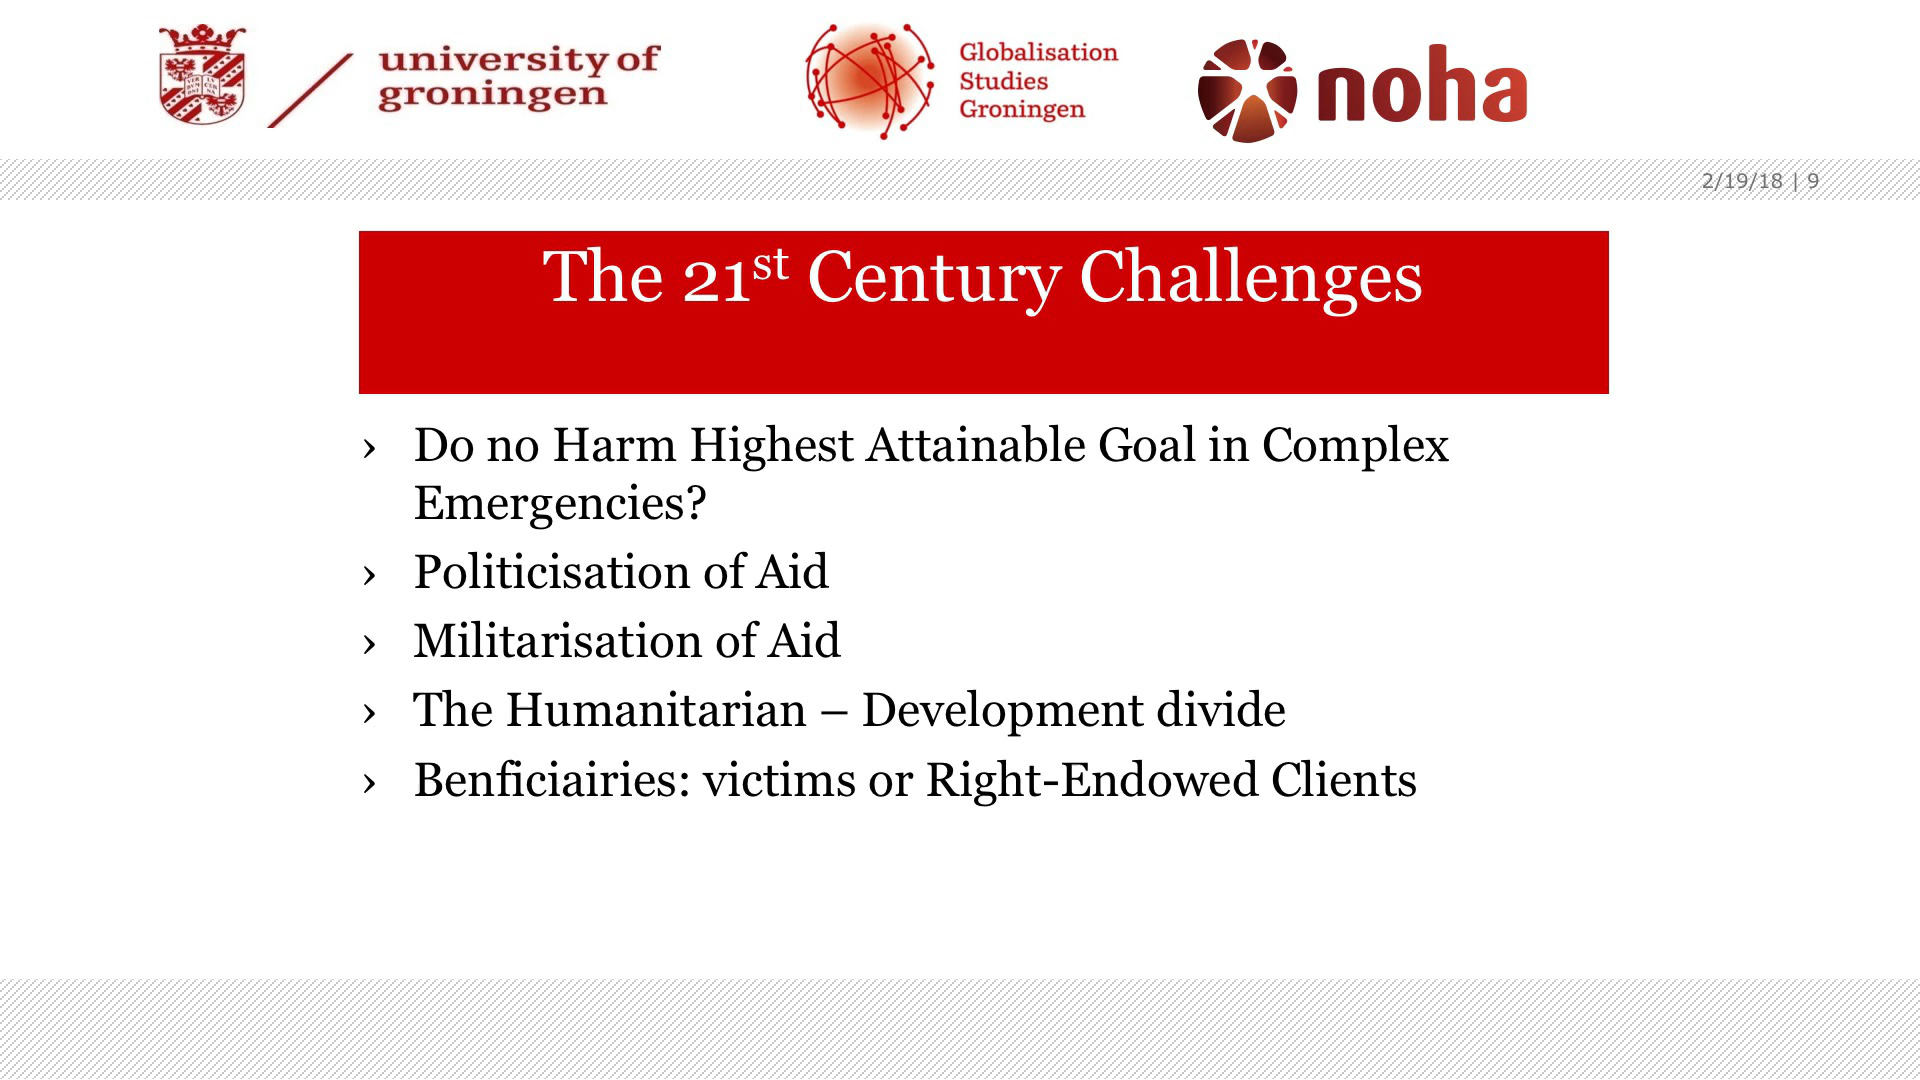 university of
groningen
Globalisation
Studies
Groningen
noha
2/19/18 | 9
The 21st Century Challenges
› Do no Harm Highest Attainable Goal in Complex
Emergencies?
› Politicisation of Aid
› Militarisation of Aid
› The Humanitarian – Development divide
› Benficiairies: victims or Right-Endowed Clients